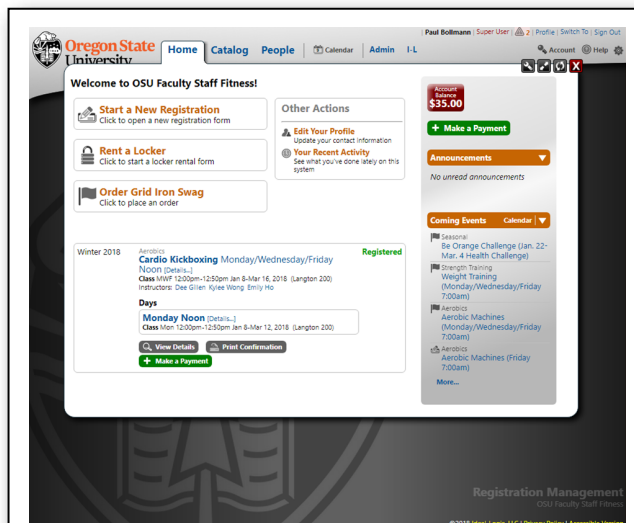 Paul Bollmann | Super User | 2 | Profile | Switch To | Sign Out
Oregon State
University
Home Catalog People Calendar Admin I-L
Account Help
Welcome to OSU Faculty Staff Fitness!
Start a New Registration
Click to open a new registration form
Rent a Locker
Click to start a locker rental form
Order Grid Iron Swag
Click to place an order
Other Actions
Edit Your Profile
Update your contact information
Your Recent Activity
See what you've done lately on this
system
Account
Balance
$35.00
Make a Payment
Announcements
No unread announcements
Coming Events Calendar
Seasonal
Be Orange Challenge (Jan. 22-
Mar. 4 Health Challenge)
Strength Training
Weight Training
(Monday/Wednesday/Friday
7:00am)
Aerobics
Aerobic Machines
(Monday/Wednesday/Friday
7:00am)
Aerobics
Aerobic Machines (Friday
7:00am)
More...
Winter 2018
Aerobics
Registered
Cardio Kickboxing Monday/Wednesday/Friday
Noon [Details...]
Class MWF 12:00pm-12:50pm Jan 8-Mar 16, 2018 (Langton 200)
Instructors: Dee Gillen Kylee Wong Emily Ho
Days
Monday Noon [Details...]
Class Mon 12:00pm-12:50pm Jan 8-Mar 12, 2018 (Langton 200)
View Details Print Confirmation
Make a Payment
Registration Management
OSU Faculty Staff Fitness
©2018 Ideal-Logic, LLC | Privacy Policy | Accessible Version